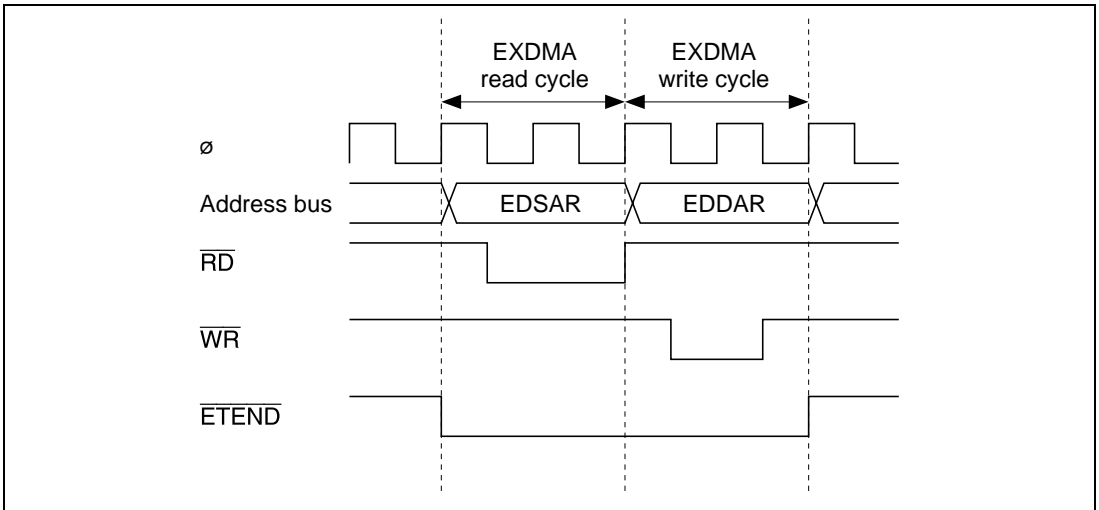 EXDMA
read cycle
EXDMA
write cycle
ø
Address bus
EDSAR
EDDAR
RD
WR
ETEND